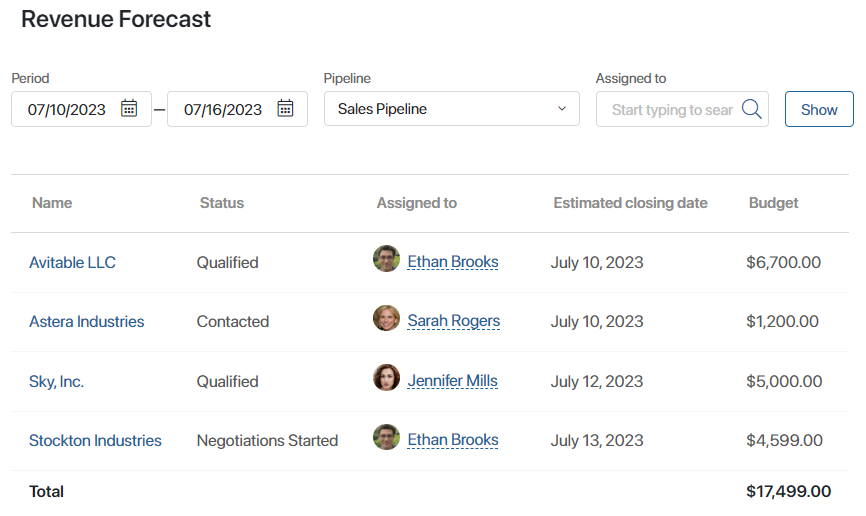 Revenue Forecast
Period Pipeline Assigned to
07/10/2023 — 07/16/2023 Sales Pipeline Start typing to sear Show
Name Status Assigned to Estimated closing date Budget
Avitable LLC Qualified Ethan Brooks July 10, 2023 $6,700.00
Astera Industries Contacted Sarah Rogers July 10, 2023 $1,200.00
Sky, Inc. Qualified Jennifer Mills July 12, 2023 $5,000.00
Stockton Industries Negotiations Started Ethan Brooks July 13, 2023 $4,599.00
Total $17,499.00